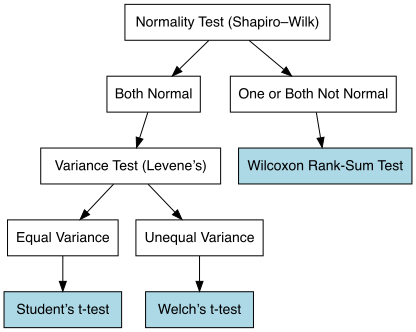 Normality Test (Shapiro–Wilk)
Both Normal
One or Both Not Normal
Variance Test (Levene’s)
Wilcoxon Rank-Sum Test
Equal Variance
Unequal Variance
Student’s t-test
Welch’s t-test